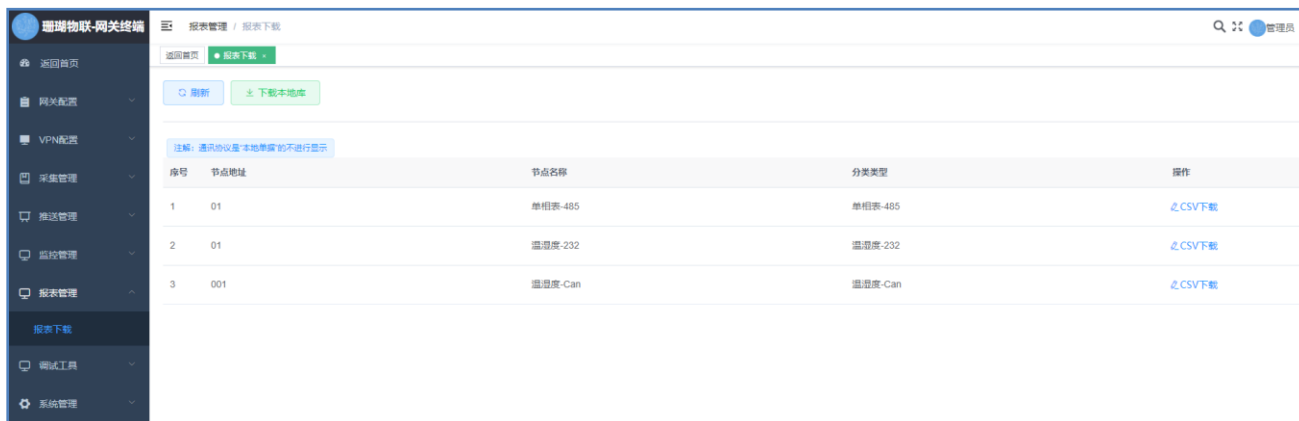 珊瑚物联-网关终端
报表管理 / 报表下载
管理员
返回首页
报表下载 ×
返回首页
网关配置
VPN配置
采集管理
推送管理
监控管理
报表管理
报表下载
调试工具
系统管理
刷新
下载本地库
注解：通讯协议是"本地单据"的不进行显示
序号 节点地址 节点名称 分类类型 操作
1 01 单相表-485 单相表-485 CSV下载
2 01 温湿度-232 温湿度-232 CSV下载
3 001 温湿度-Can 温湿度-Can CSV下载